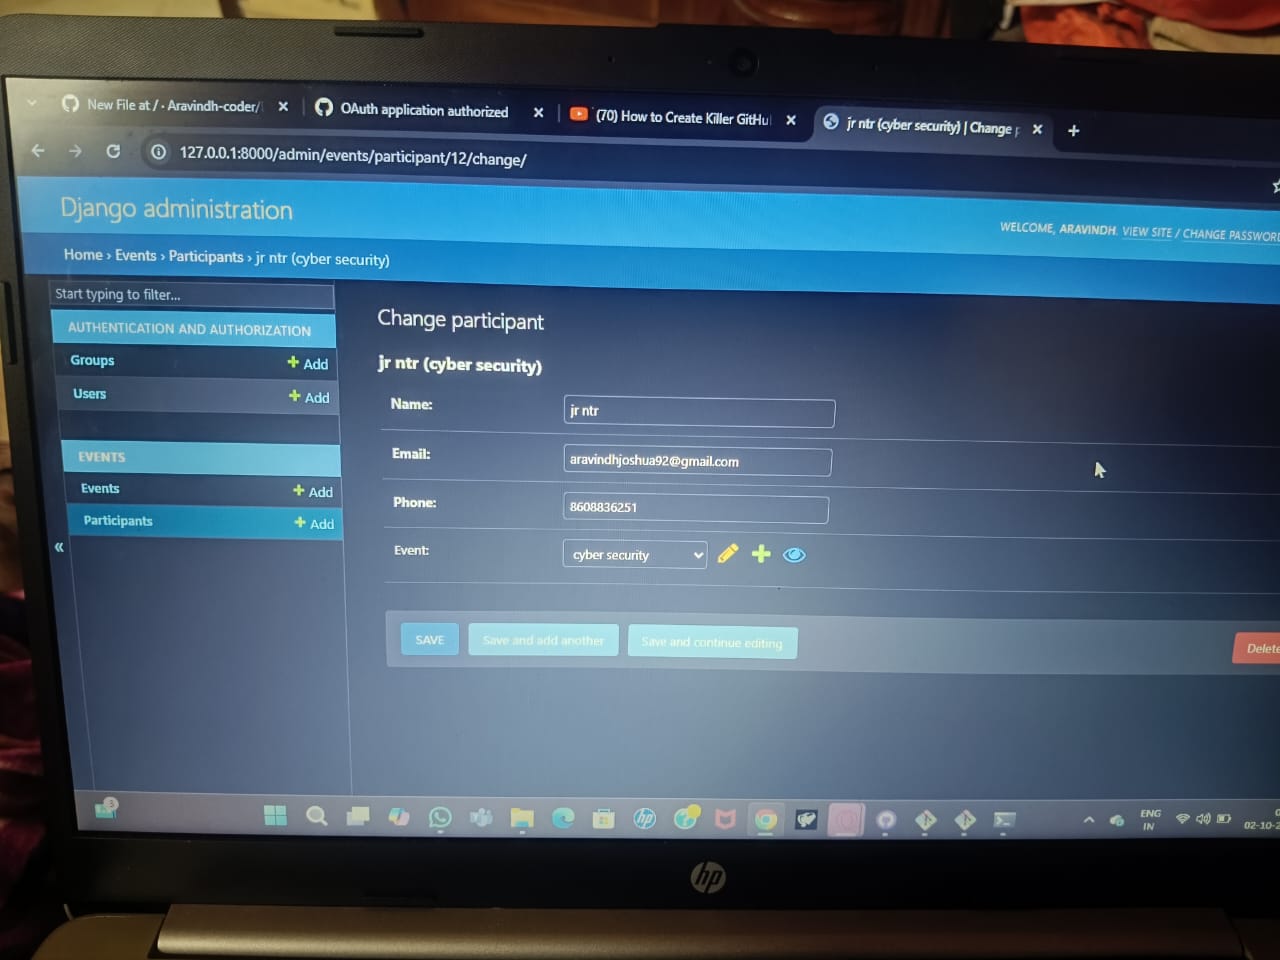 New File at / · Aravindh-coder/
OAuth application authorized
(70) How to Create Killer GitHu
jr ntr (cyber security) | Change p
127.0.0.1:8000/admin/events/participant/12/change/
Django administration
WELCOME, ARAVINDH. VIEW SITE / CHANGE PASSWORD
Home › Events › Participants › jr ntr (cyber security)
Start typing to filter...
AUTHENTICATION AND AUTHORIZATION
Groups + Add
Users + Add
EVENTS
Events + Add
Participants + Add
«
Change participant
jr ntr (cyber security)
Name: jr ntr
Email: aravindhjoshua92@gmail.com
Phone: 8608836251
Event: cyber security
SAVE
Save and add another
Save and continue editing
Delete
3
hp
ENG
IN
02-10-2
hp